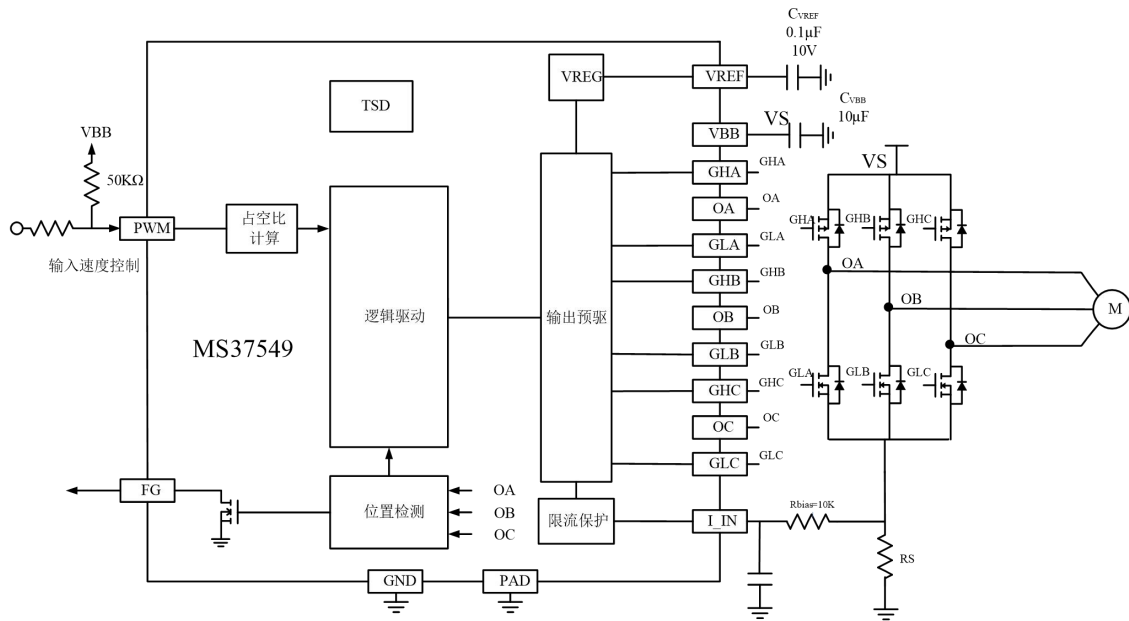 CVREF
0.1μF
10V
VREG
VREF
TSD
CVBB
10μF
VBB
VS
VBB
VS
50KΩ
GHA
GHA
OA
OA
GHA
GHB
GHC
PWM
占空比
计算
GLA
GLA
输入速度控制
OA
GHB
GHB
逻辑驱动
输出预驱
OB
OB
OB
M
MS37549
GLB
GLB
OC
GHC
GHC
GLA
GLB
GLC
OC
OC
GLC
GLC
FG
位置检测
OA
OB
OC
限流保护
I_IN
Rbias=10K
RS
GND
PAD